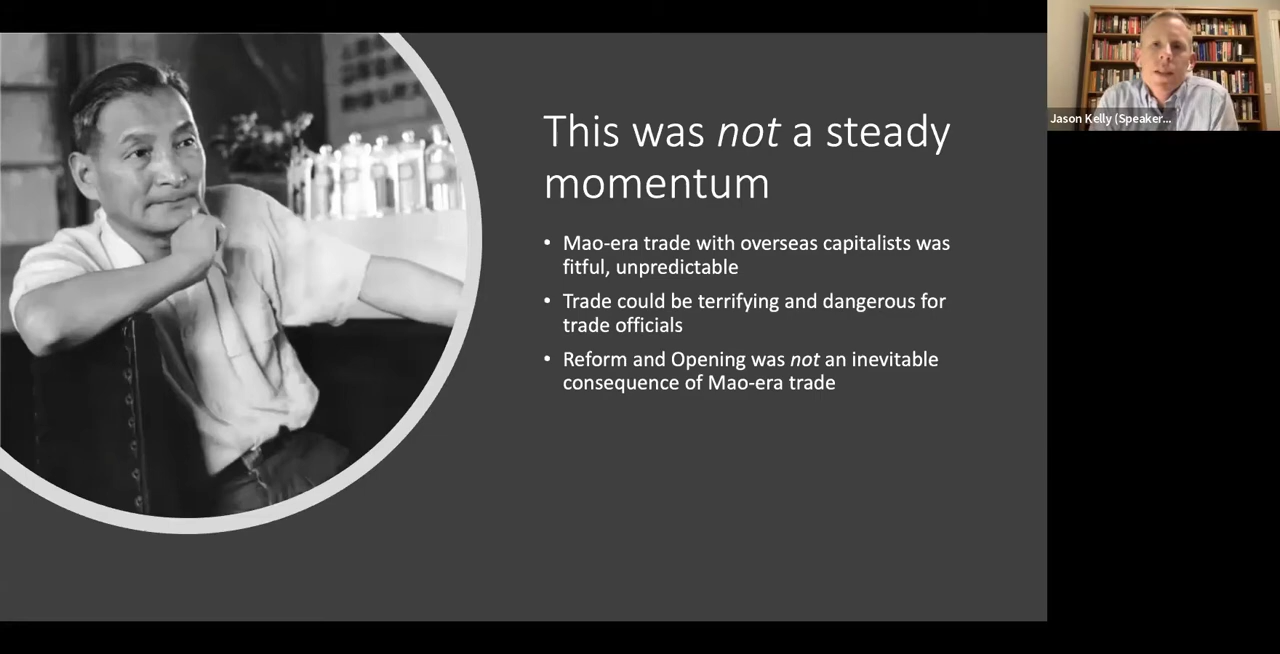 This was not a steady
momentum
• Mao-era trade with overseas capitalists was
fitful, unpredictable
• Trade could be terrifying and dangerous for
trade officials
• Reform and Opening was not an inevitable
consequence of Mao-era trade
Jason Kelly (Speaker...